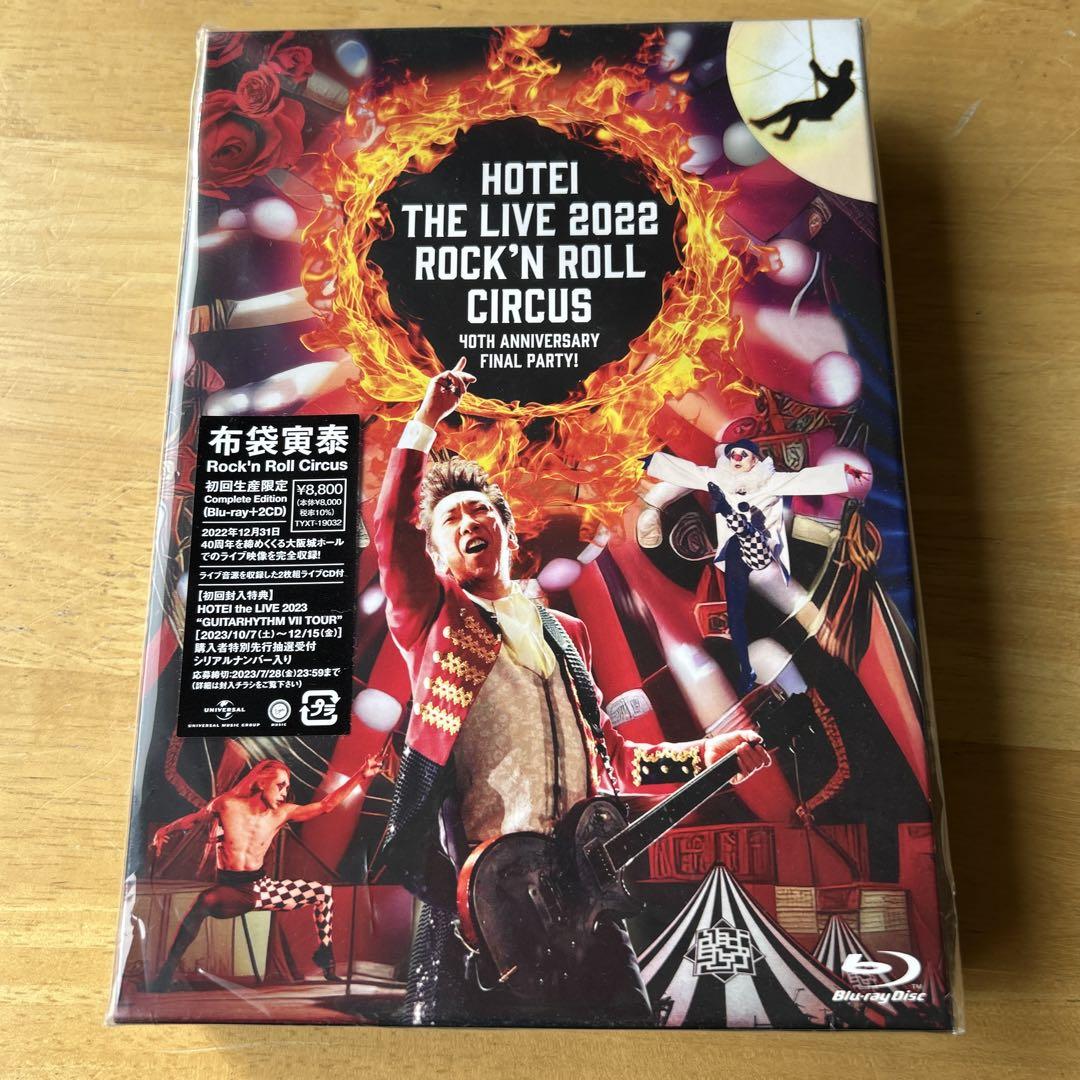 HOTEI
THE LIVE 2022
ROCK'N ROLL
CIRCUS
40TH ANNIVERSARY
FINAL PARTY!
布袋寅泰
Rock'n Roll Circus
初回生産限定
Complete Edition
(Blu-ray+2CD)
¥8,800
(本体¥8,000
税率10%)
TYXT-19032
2022年12月31日
40周年を締めくくる大阪城ホール
でのライブ映像を完全収録!
ライブ音源を収録した2枚組ライブCD付
【初回封入特典】
HOTEI the LIVE 2023
"GUITARHYTHM VII TOUR"
[2023/10/7(土)〜12/15(金)]
購入者特別先行抽選受付
シリアルナンバー入り
応募締切:2023/7/28(金)23:59まで
(詳細は封入チラシをご覧下さい)
UNIVERSAL
UNIVERSAL MUSIC GROUP
MUSIC
プラ
Blu-ray Disc
TM